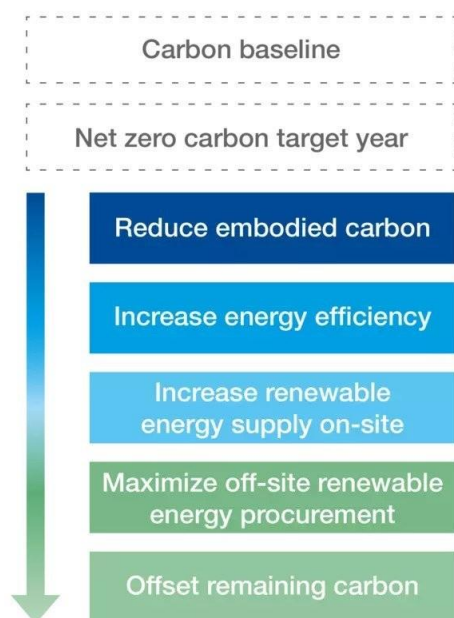 Carbon baseline
Net zero carbon target year
Reduce embodied carbon
Increase energy efficiency
Increase renewable
energy supply on-site
Maximize off-site renewable
energy procurement
Offset remaining carbon